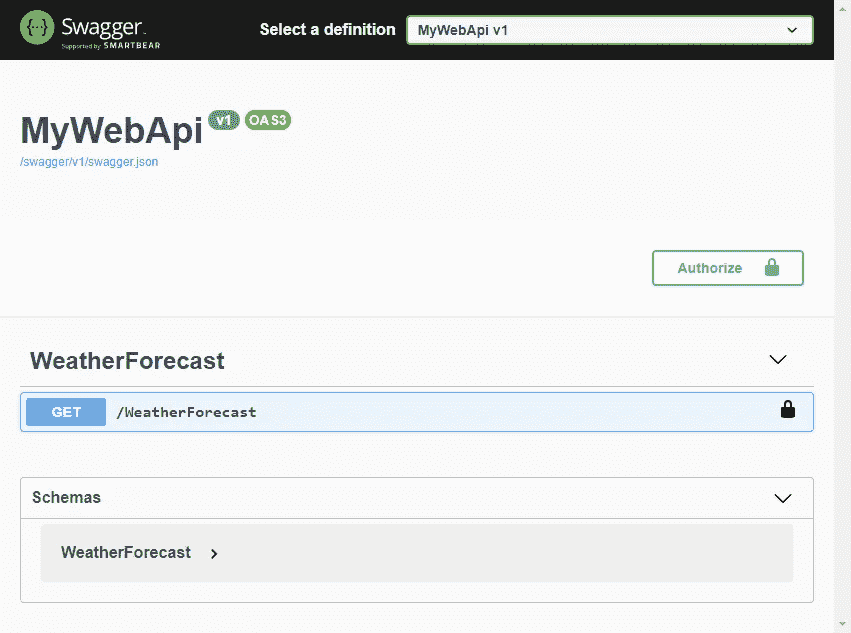 Swagger.
Supported by SMARTBEAR
Select a definition
MyWebApi v1
MyWebApi v1 OAS3
/swagger/v1/swagger.json
Authorize
WeatherForecast
GET /WeatherForecast
Schemas
WeatherForecast